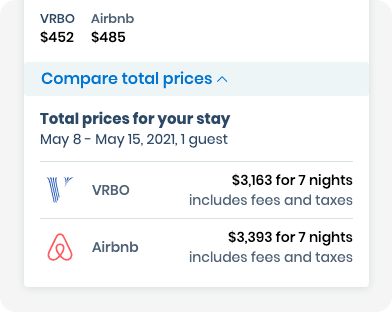 VRBO Airbnb
$452 $485
Compare total prices
Total prices for your stay
May 8 - May 15, 2021, 1 guest
$3,163 for 7 nights
VRBO
includes fees and taxes
$3,393 for 7 nights
Airbnb
includes fees and taxes